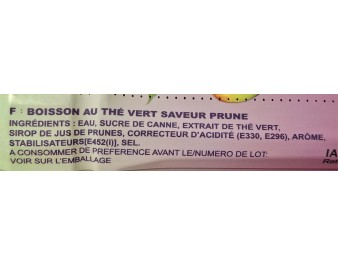 F : BOISSON AU THÉ VERT SAVEUR PRUNE
INGRÉDIENTS : EAU, SUCRE DE CANNE, EXTRAIT DE THÉ VERT,
SIROP DE JUS DE PRUNES, CORRECTEUR D'ACIDITÉ (E330, E296), ARÔME,
STABILISATEURS[E452(I)], SEL.
A CONSOMMER DE PREFERENCE AVANT LE/NUMERO DE LOT:
VOIR SUR L'EMBALLAGE
IA